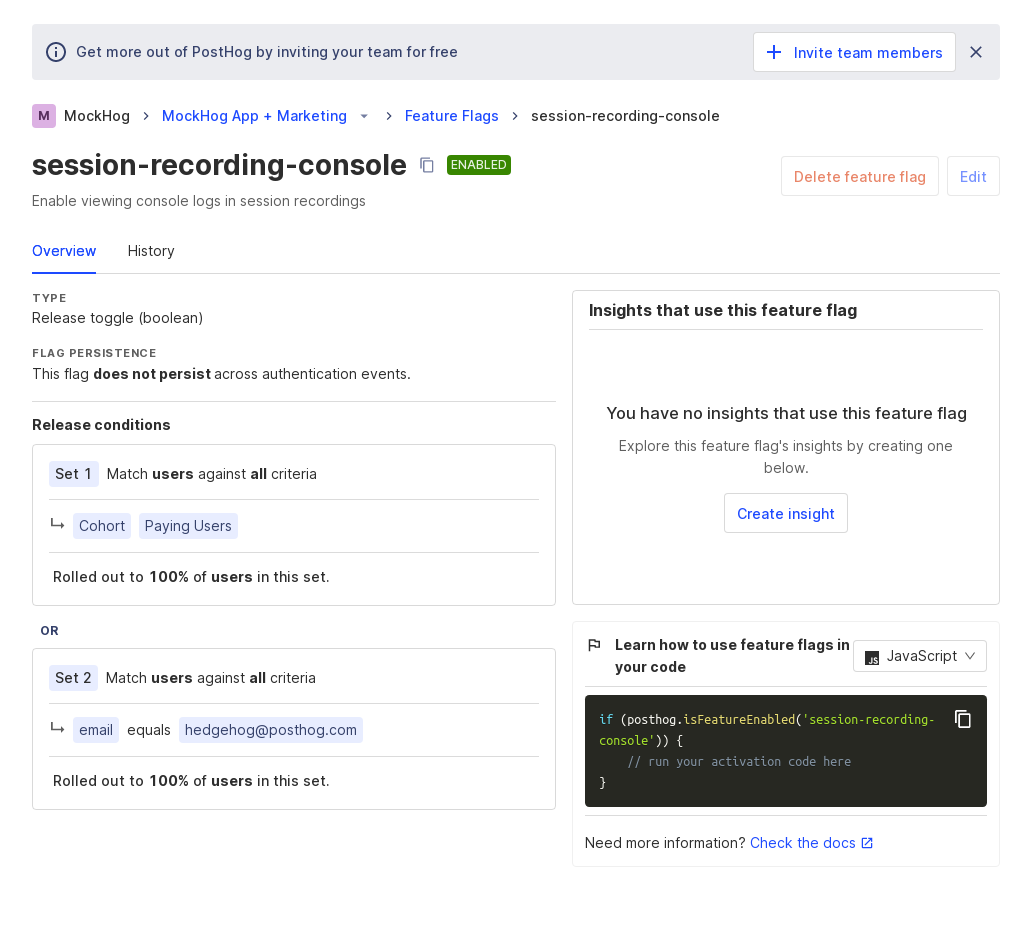 Get more out of PostHog by inviting your team for free
Invite team members
M MockHog MockHog App + Marketing Feature Flags session-recording-console
session-recording-console ENABLED
Delete feature flag Edit
Enable viewing console logs in session recordings
Overview History
TYPE
Release toggle (boolean)
FLAG PERSISTENCE
This flag does not persist across authentication events.
Release conditions
Set 1 Match users against all criteria
Cohort Paying Users
Rolled out to 100% of users in this set.
OR
Set 2 Match users against all criteria
email equals hedgehog@posthog.com
Rolled out to 100% of users in this set.
Insights that use this feature flag
You have no insights that use this feature flag
Explore this feature flag's insights by creating one
below.
Create insight
Learn how to use feature flags in
your code
JS JavaScript
if (posthog.isFeatureEnabled('session-recording-
console')) {
// run your activation code here
}
Need more information? Check the docs